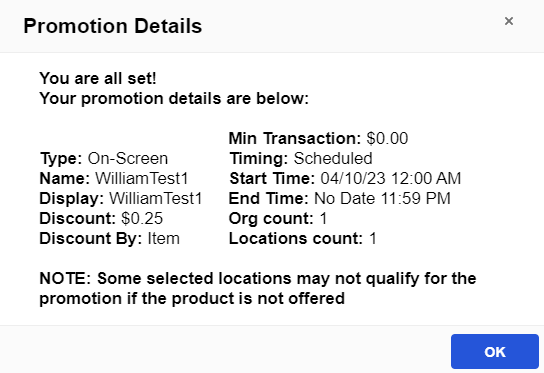 Promotion Details
×
You are all set!
Your promotion details are below:
Min Transaction: $0.00
Type: On-Screen Timing: Scheduled
Name: WilliamTest1 Start Time: 04/10/23 12:00 AM
Display: WilliamTest1 End Time: No Date 11:59 PM
Discount: $0.25 Org count: 1
Discount By: Item Locations count: 1
NOTE: Some selected locations may not qualify for the
promotion if the product is not offered
OK